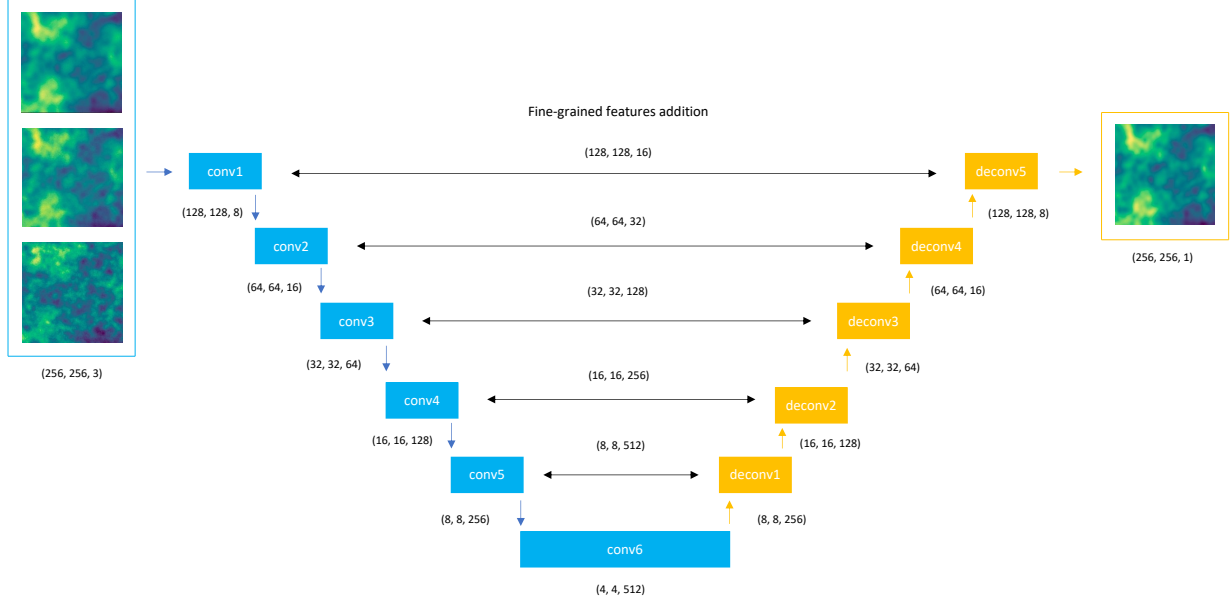 Fine-grained features addition
(128, 128, 16)
conv1
deconv5
(128, 128, 8)
(128, 128, 8)
(64, 64, 32)
conv2
deconv4
(256, 256, 1)
(64, 64, 16)
(64, 64, 16)
(32, 32, 128)
conv3
deconv3
(256, 256, 3)
(32, 32, 64)
(32, 32, 64)
(16, 16, 256)
conv4
deconv2
(16, 16, 128)
(16, 16, 128)
(8, 8, 512)
conv5
deconv1
(8, 8, 256)
(8, 8, 256)
conv6
(4, 4, 512)